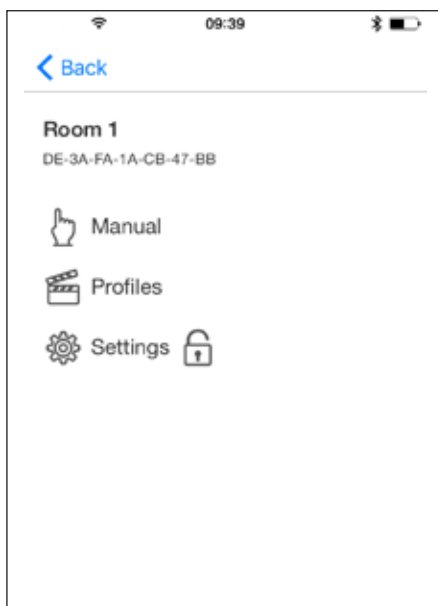 09:39
Back
Room 1
DE-3A-FA-1A-CB-47-BB
Manual
Profiles
Settings